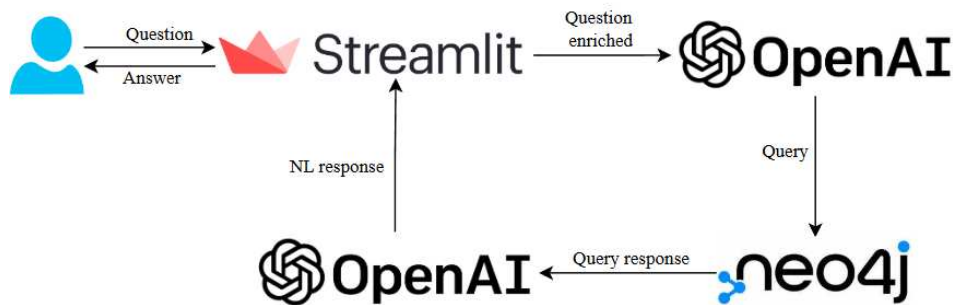 Question
Answer
Streamlit
Question
enriched
OpenAI
Query
NL response
OpenAI
Query response
neo4j